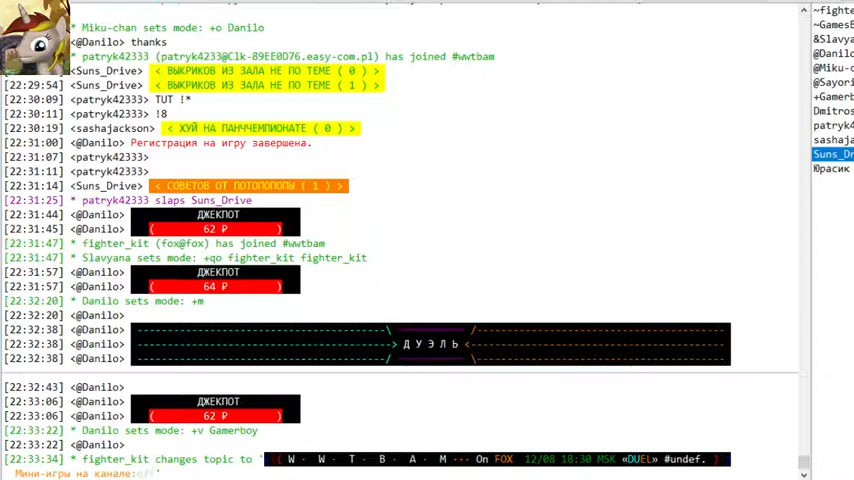 * Miku-chan sets mode: +o Danilo
<@Danilo> thanks
* patryk42333 (patryk4233@Clk-89EE0D76.easy-com.pl) has joined #wwtbam
<Suns_Drive> < ВЫКРИКОВ ИЗ ЗАЛА НЕ ПО ТЕМЕ ( 0 ) >
[22:29:54] <Suns_Drive> < ВЫКРИКОВ ИЗ ЗАЛА НЕ ПО ТЕМЕ ( 1 ) >
[22:30:09] <patryk42333> TUT !*
[22:30:11] <patryk42333> !8
[22:30:19] <sashajackson> < ХУЙ НА ПАНЧЧЕМПИОНАТЕ ( 0 ) >
[22:31:00] <@Danilo> Регистрация на игру завершена.
[22:31:07] <patryk42333>
[22:31:11] <patryk42333>
[22:31:14] <Suns_Drive> < СОВЕТОВ ОТ ПОТОПОПОПЫ ( 1 ) >
[22:31:25] * patryk42333 slaps Suns_Drive
[22:31:44] <@Danilo> ДЖЕКПОТ
[22:31:45] <@Danilo> ( 62 ₽ )
[22:31:47] * fighter_kit (fox@fox) has joined #wwtbam
[22:31:47] * Slavyana sets mode: +qo fighter_kit fighter_kit
[22:31:57] <@Danilo> ДЖЕКПОТ
[22:31:57] <@Danilo> ( 64 ₽ )
[22:32:20] * Danilo sets mode: +m
[22:32:20] <@Danilo>
[22:32:38] <@Danilo> ------------------------------------------\ ------------ /------------------------------------------
[22:32:38] <@Danilo> ------------------------------------------> Д У Э Л Ь <------------------------------------------
[22:32:38] <@Danilo> ------------------------------------------/ ------------ \------------------------------------------
[22:32:43] <@Danilo>
[22:33:06] <@Danilo> ДЖЕКПОТ
[22:33:06] <@Danilo> ( 62 ₽ )
[22:33:22] * Danilo sets mode: +v Gamerboy
[22:33:22] <@Danilo>
[22:33:34] * fighter_kit changes topic to ' (( W · W · T · B · A · M ··· On FOX 12/08 18:30 MSK «DUEL» #undef. )
Мини-игры на канале:off'
~fighter
~GamesB
&Slavya
@Danilo
@Miku-c
@Sayori
+Gamerb
Dmitros
patryk4
sashaja
Suns_Dr
Юрасик